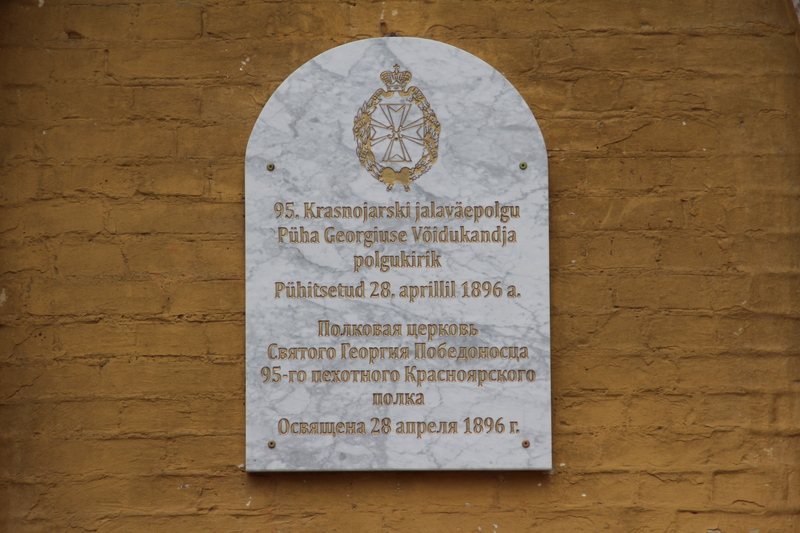 95. Krasnojarski jalaväepolgu
Püha Georgiuse Võidukandja
polgukirik
Pühitsetud 28. aprillil 1896 a.
Полковая церковь
Святого Георгия Победоносца
95-го пехотного Красноярского
полка
Освящена 28 апреля 1896 г.